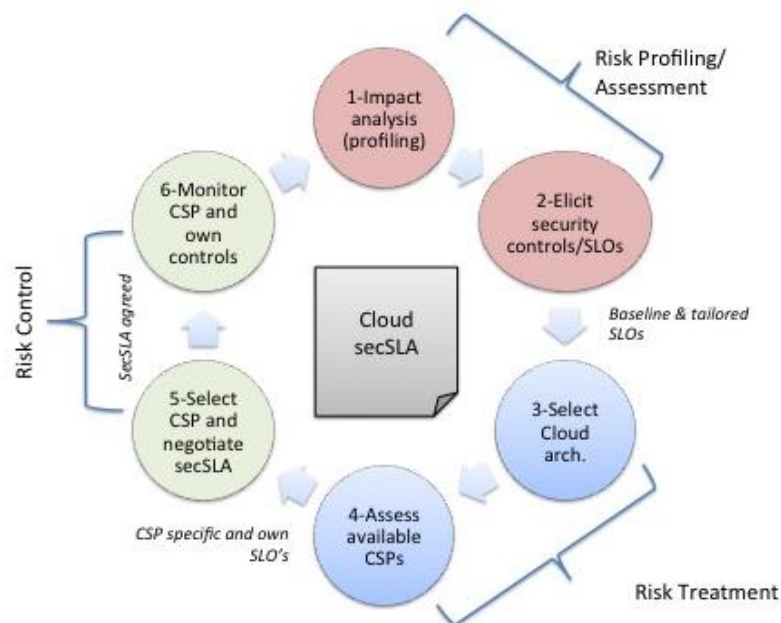 Risk Profiling/
Assessment
1-Impact
analysis
(profiling)
2-Elicit
security
controls/SLOs
Baseline & tailored
SLOs
3-Select
Cloud
arch.
Risk Treatment
4-Assess
available
CSPs
CSP specific and own
SLO's
5-Select
CSP and
negotiate
secSLA
SecSLA agreed
Risk Control
6-Monitor
CSP and
own
controls
Cloud
secSLA